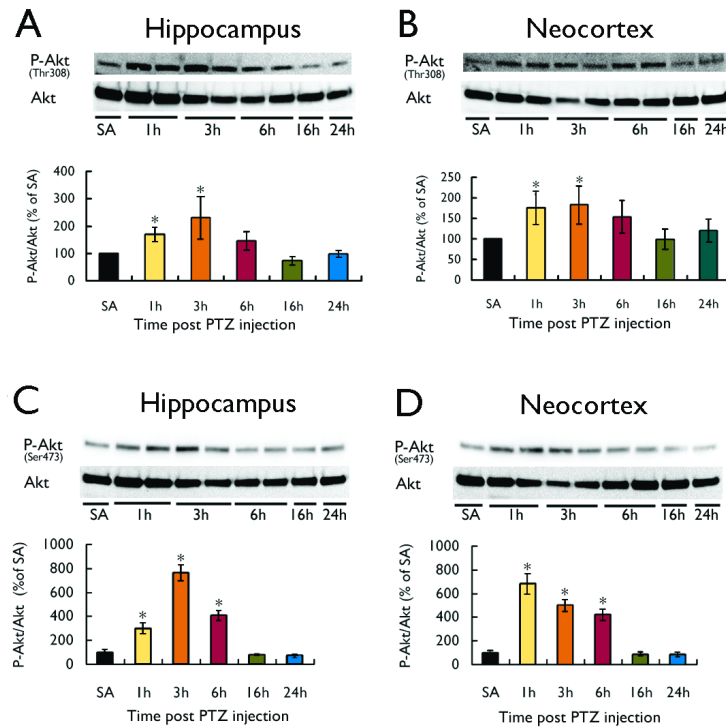 A
Hippocampus
P-Akt
(Thr308)
Akt
SA 1h 3h 6h 16h 24h
P-Akt/Akt (% of SA)
400
300
200
100
0
* *
SA 1h 3h 6h 16h 24h
Time post PTZ injection
B
Neocortex
P-Akt
(Thr308)
Akt
SA 1h 3h 6h 16h 24h
P-Akt/Akt (% of SA)
200
150
100
50
0
* *
SA 1h 3h 6h 16h 24h
Time post PTZ injection
C
Hippocampus
P-Akt
(Ser473)
Akt
SA 1h 3h 6h 16h 24h
P-Akt/Akt (%of SA)
1000
800
600
400
200
0
* * *
SA 1h 3h 6h 16h 24h
Time post PTZ injection
D
Neocortex
P-Akt
(Ser473)
Akt
SA 1h 3h 6h 16h 24h
P-Akt/Akt (% of SA)
1000
800
600
400
200
0
* * *
SA 1h 3h 6h 16h 24h
Time post PTZ injection